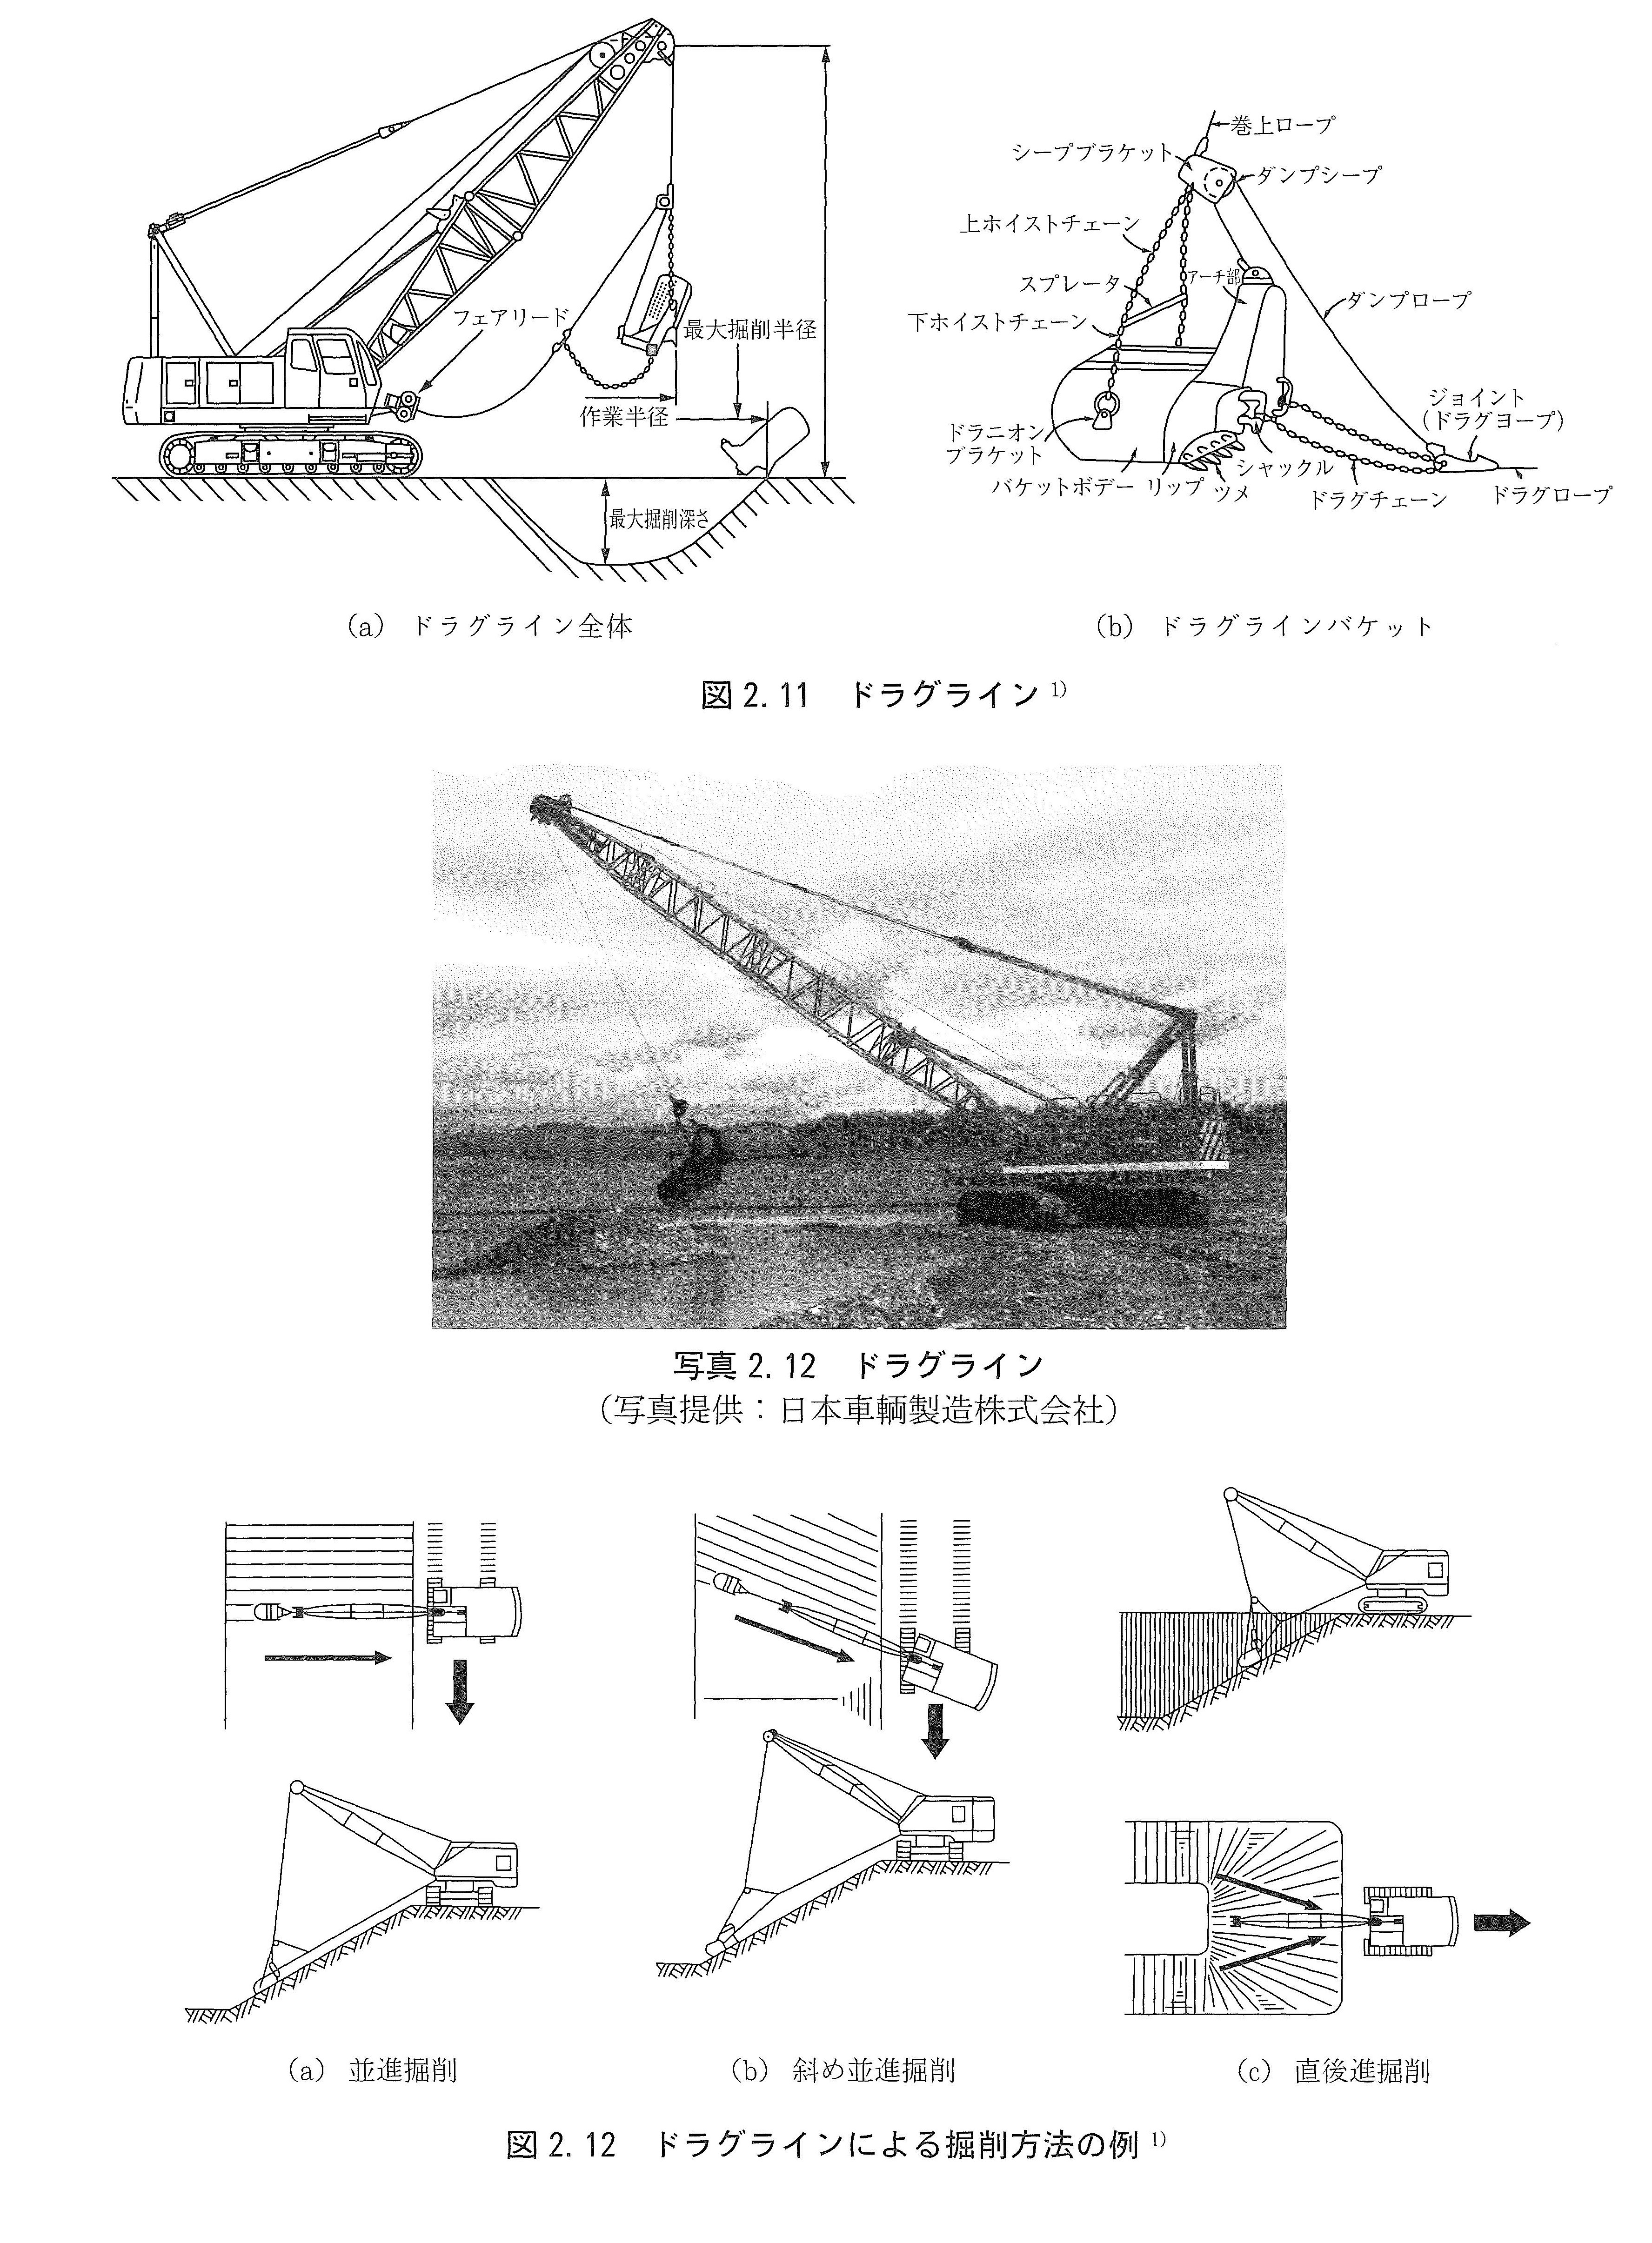 フェアリード
最大掘削半径
作業半径
最大掘削深さ
(a) ドラグライン全体
巻上ロープ
シープブラケット
ダンプシープ
上ホイストチェーン
スプレータ
アーチ部
ダンプロープ
下ホイストチェーン
ジョイント
(ドラグヨープ)
ドラニオン
ブラケット
シャックル
バケットボデー
リップ
ツメ
ドラグチェーン
ドラグロープ
(b) ドラグラインバケット
図2.11 ドラグライン1)
写真2.12 ドラグライン
(写真提供：日本車輌製造株式会社)
(a) 並進掘削
(b) 斜め並進掘削
(c) 直後進掘削
図2.12 ドラグラインによる掘削方法の例1)